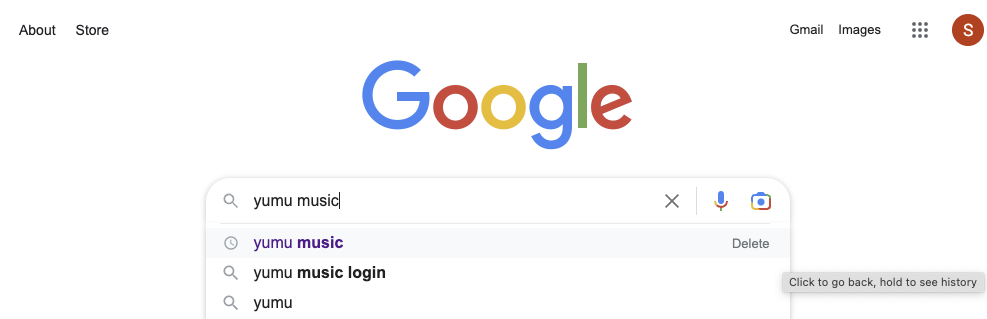 About Store Gmail Images S
Google
yumu music
yumu music Delete
yumu music login
Click to go back, hold to see history
yumu